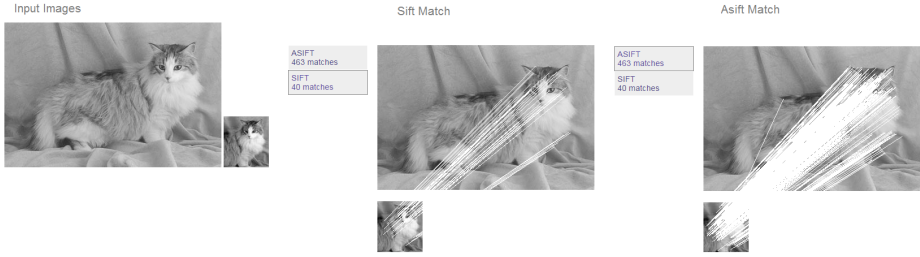 Input Images
Sift Match
Asift Match
ASIFT
463 matches
SIFT
40 matches
ASIFT
463 matches
SIFT
40 matches